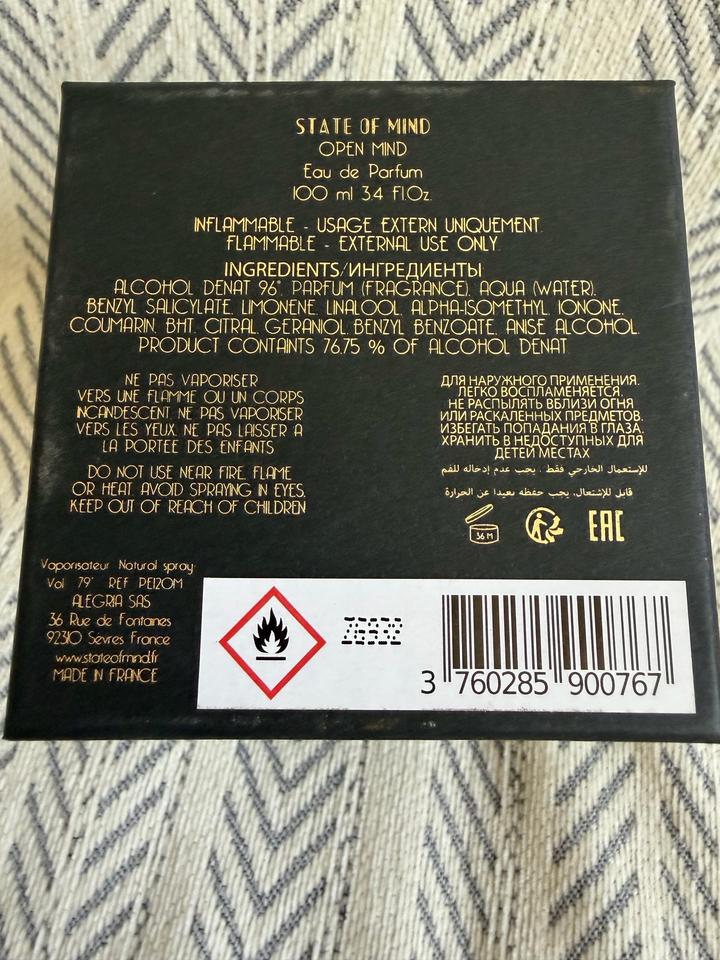 STATE OF MIND
OPEN MIND
Eau de Parfum
100 ml 3.4 Fl.Oz.
INFLAMMABLE - USAGE EXTERN UNIQUEMENT.
FLAMMABLE - EXTERNAL USE ONLY.
INGREDIENTS/ИНГРЕДИЕНТЫ:
ALCOHOL DENAT 96°, PARFUM (FRAGRANCE), AQUA (WATER),
BENZYL SALICYLATE, LIMONENE, LINALOOL, ALPHA-ISOMETHYL IONONE,
COUMARIN, BHT, CITRAL, GERANIOL, BENZYL BENZOATE, ANISE ALCOHOL.
PRODUCT CONTAINTS 76.75 % OF ALCOHOL DENAT
NE PAS VAPORISER
VERS UNE FLAMME OU UN CORPS
INCANDESCENT. NE PAS VAPORISER
VERS LES YEUX. NE PAS LAISSER A
LA PORTEE DES ENFANTS
DO NOT USE NEAR FIRE, FLAME
OR HEAT. AVOID SPRAYING IN EYES.
KEEP OUT OF REACH OF CHILDREN
ДЛЯ НАРУЖНОГО ПРИМЕНЕНИЯ.
ЛЕГКО ВОСПЛАМЕНЯЕТСЯ.
НЕ РАСПЫЛЯТЬ ВБЛИЗИ ОГНЯ
ИЛИ РАСКАЛЕННЫХ ПРЕДМЕТОВ.
ИЗБЕГАТЬ ПОПАДАНИЯ В ГЛАЗА.
ХРАНИТЬ В НЕДОСТУПНЫХ ДЛЯ
ДЕТЕЙ МЕСТАХ
للإستعمال الخارجي فقط ، يجب عدم إدخاله للفم
قابل للإشتعال، يجب حفظه بعيدا عن الحرارة
36 M
EAC
Vaporisateur Natural spray
Vol 79° REF PE120M
ALEGRIA SAS
36 Rue de Fontaines
92310 Sèvres France
www.stateofmind.fr
MADE IN FRANCE
3 760285 900767